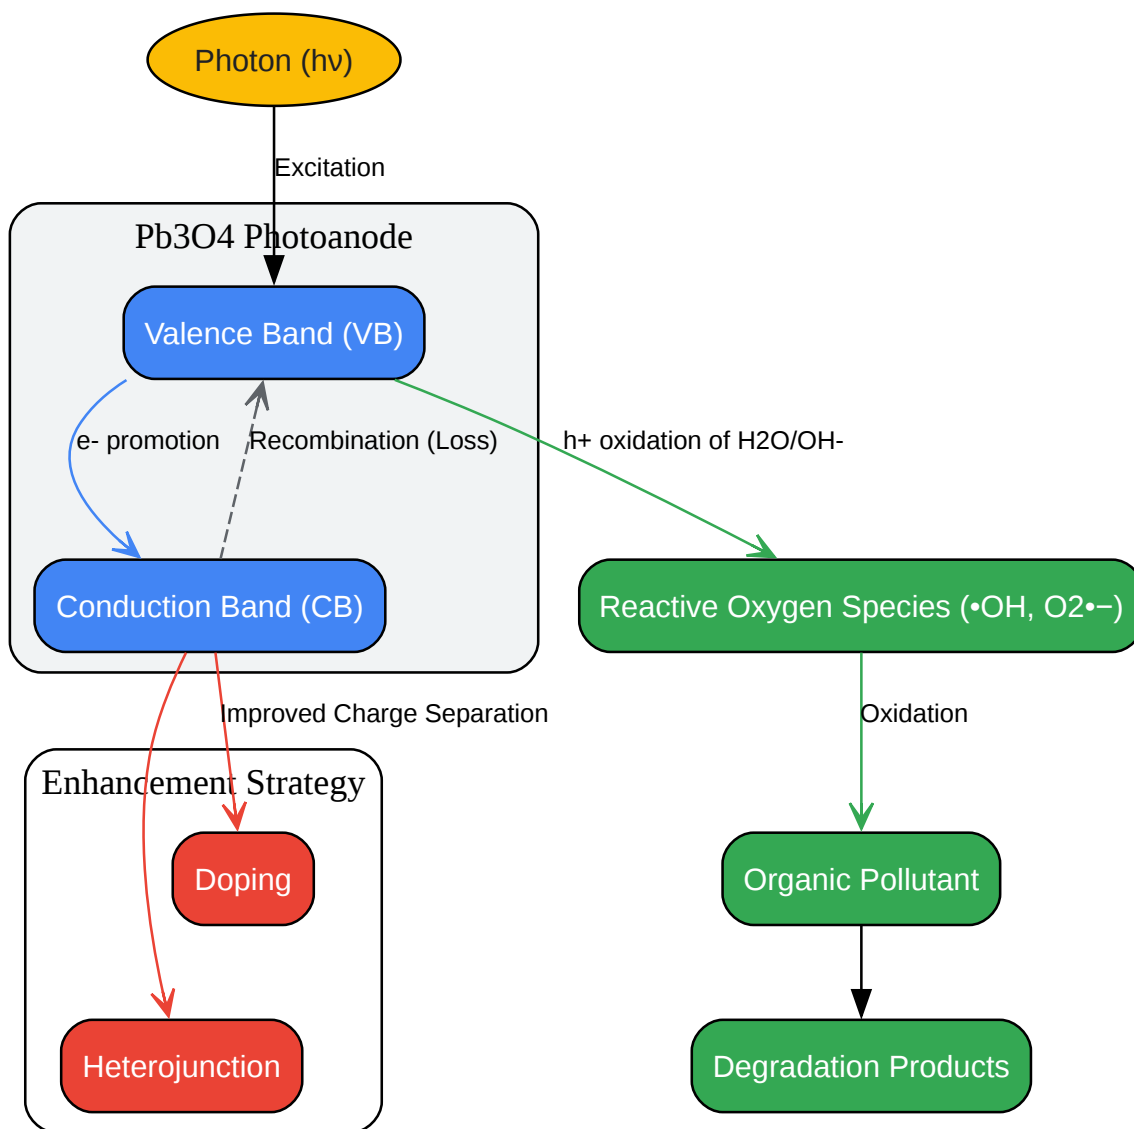 Photon (hν)
Excitation
Pb3O4 Photoanode
Valence Band (VB)
e- promotion
Recombination (Loss)
h+ oxidation of H2O/OH-
Conduction Band (CB)
Reactive Oxygen Species (•OH, O2•−)
Improved Charge Separation
Oxidation
Enhancement Strategy
Doping
Organic Pollutant
Heterojunction
Degradation Products